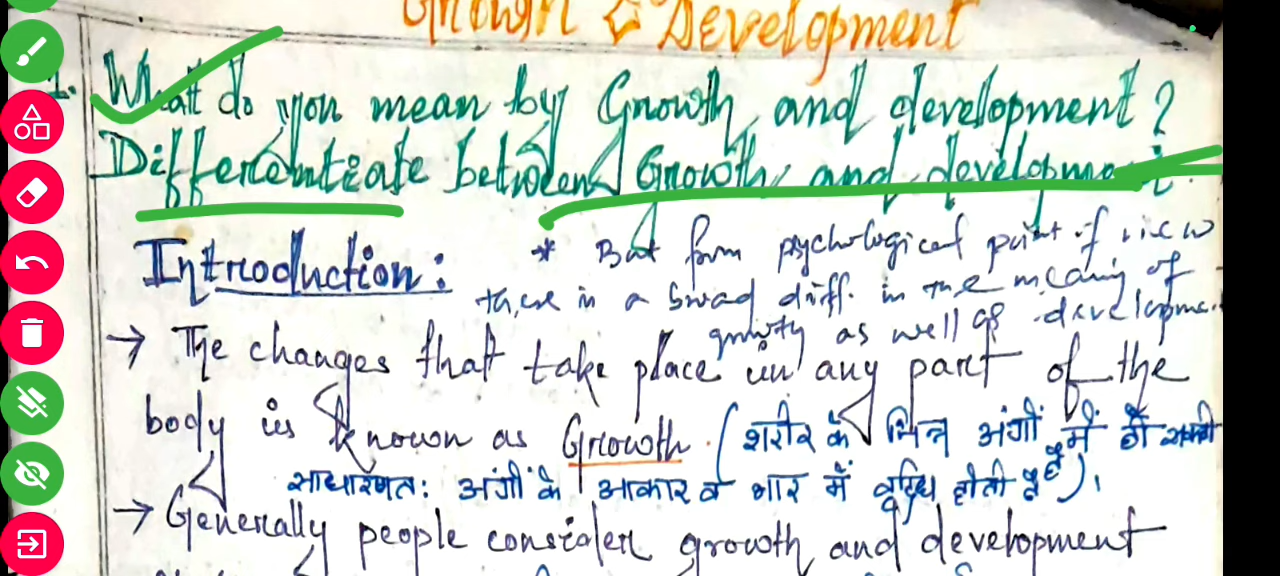 Growth & Development
1. What do you mean by Growth and development?
Differentiate between Growth and development.
Introduction: * But from psychological point of view
there is a broad diff. in the meaning of
growth as well as development
→ The changes that take place in any part of the
body is known as Growth. (शरीर के भिन्न अंगों में
साधारणतः अंगों के आकार व भार में वृद्धि होती है)।
→ Generally people consider growth and development